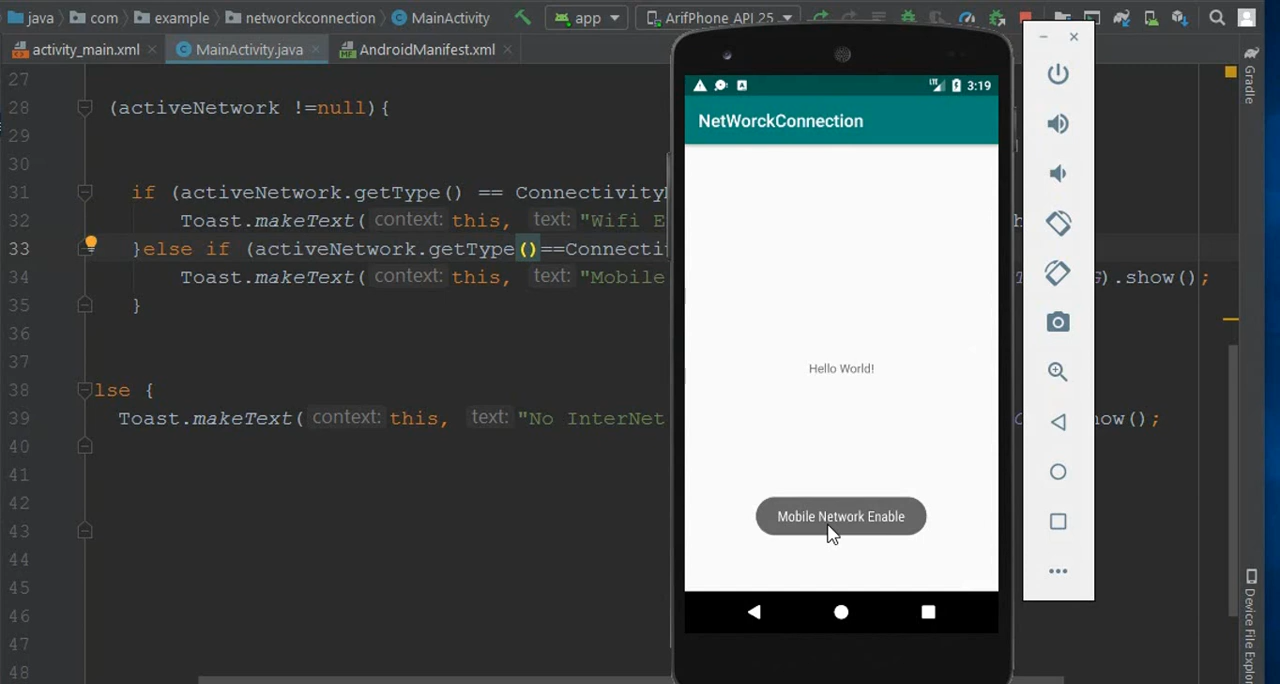 java com example networckconnection MainActivity app ArifPhone API 25
activity_main.xml MainActivity.java AndroidManifest.xml
27
28 (activeNetwork !=null){
29
30
31 if (activeNetwork.getType() == Connectivity
32 Toast.makeText( context: this, text: "Wifi E
33 }else if (activeNetwork.getType()==Connecti
34 Toast.makeText( context: this, text: "Mobile G).show();
35 }
36
37
38 lse {
39 Toast.makeText( context: this, text: "No InterNet how();
40
41
42
43
44
45
46
47
48
LTE 3:19
NetWorckConnection
Hello World!
Mobile Network Enable
Gradle
Device File Explor